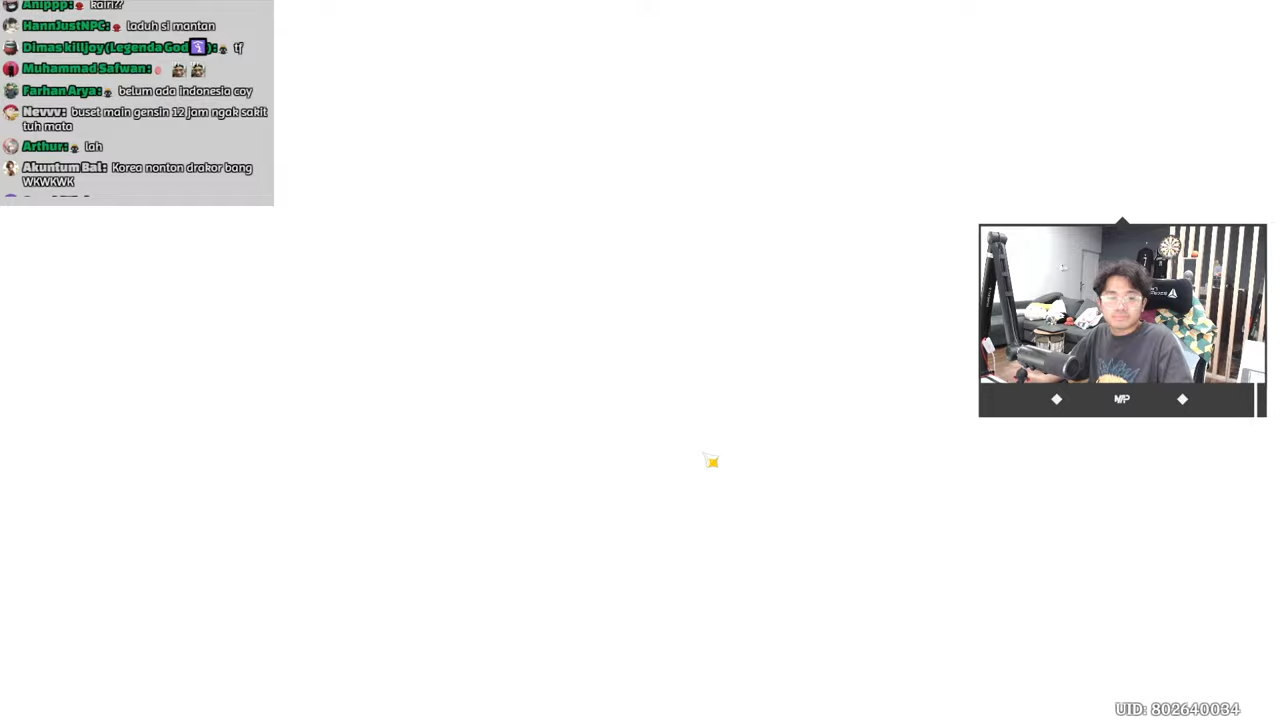 Anippp: kairi??
HannJustNPC: laduh si mantan
Dimas killjoy (Legenda God): tf
Muhammad Safwan:
Farhan Arya: belum ada indonesia coy
Nevvv: buset main gensin 12 jam ngak sakit
tuh mata
Arthur: lah
Akuntum Bal: Korea nonton drakor bang
WKWKWK
UID: 802640034